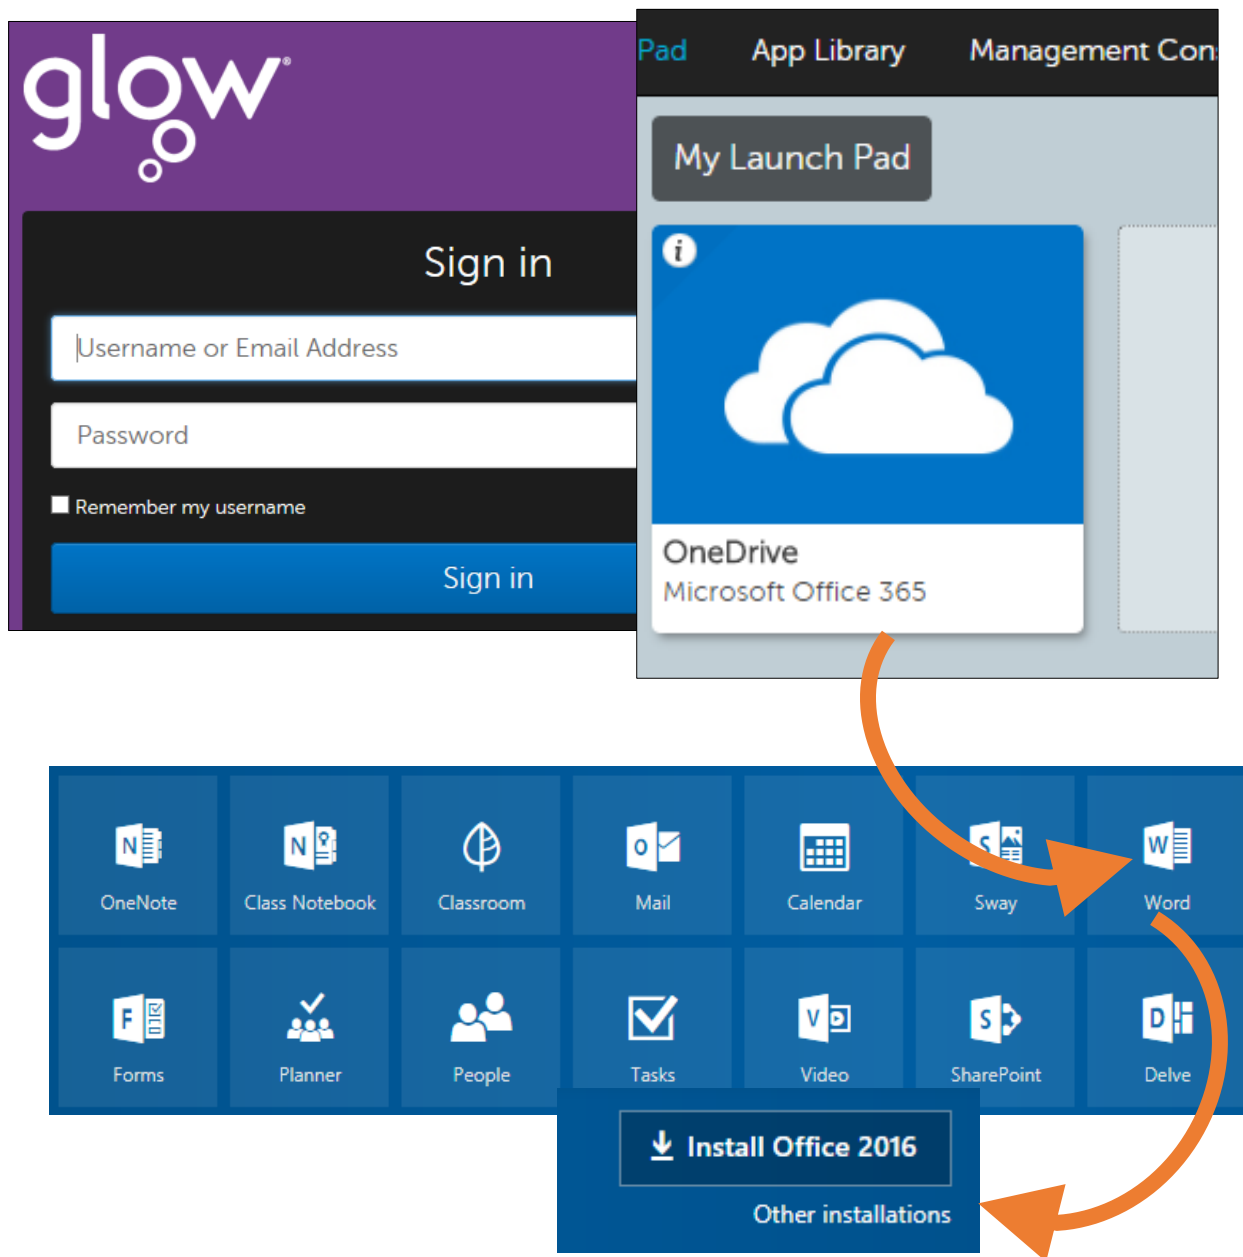 glow®
Sign in
Username or Email Address
Password
Remember my username
Sign in
Pad App Library Management Con
My Launch Pad
i
OneDrive
Microsoft Office 365
N N O S W
OneNote Class Notebook Classroom Mail Calendar Sway Word
F V S D
Forms Planner People Tasks Video SharePoint Delve
Install Office 2016
Other installations